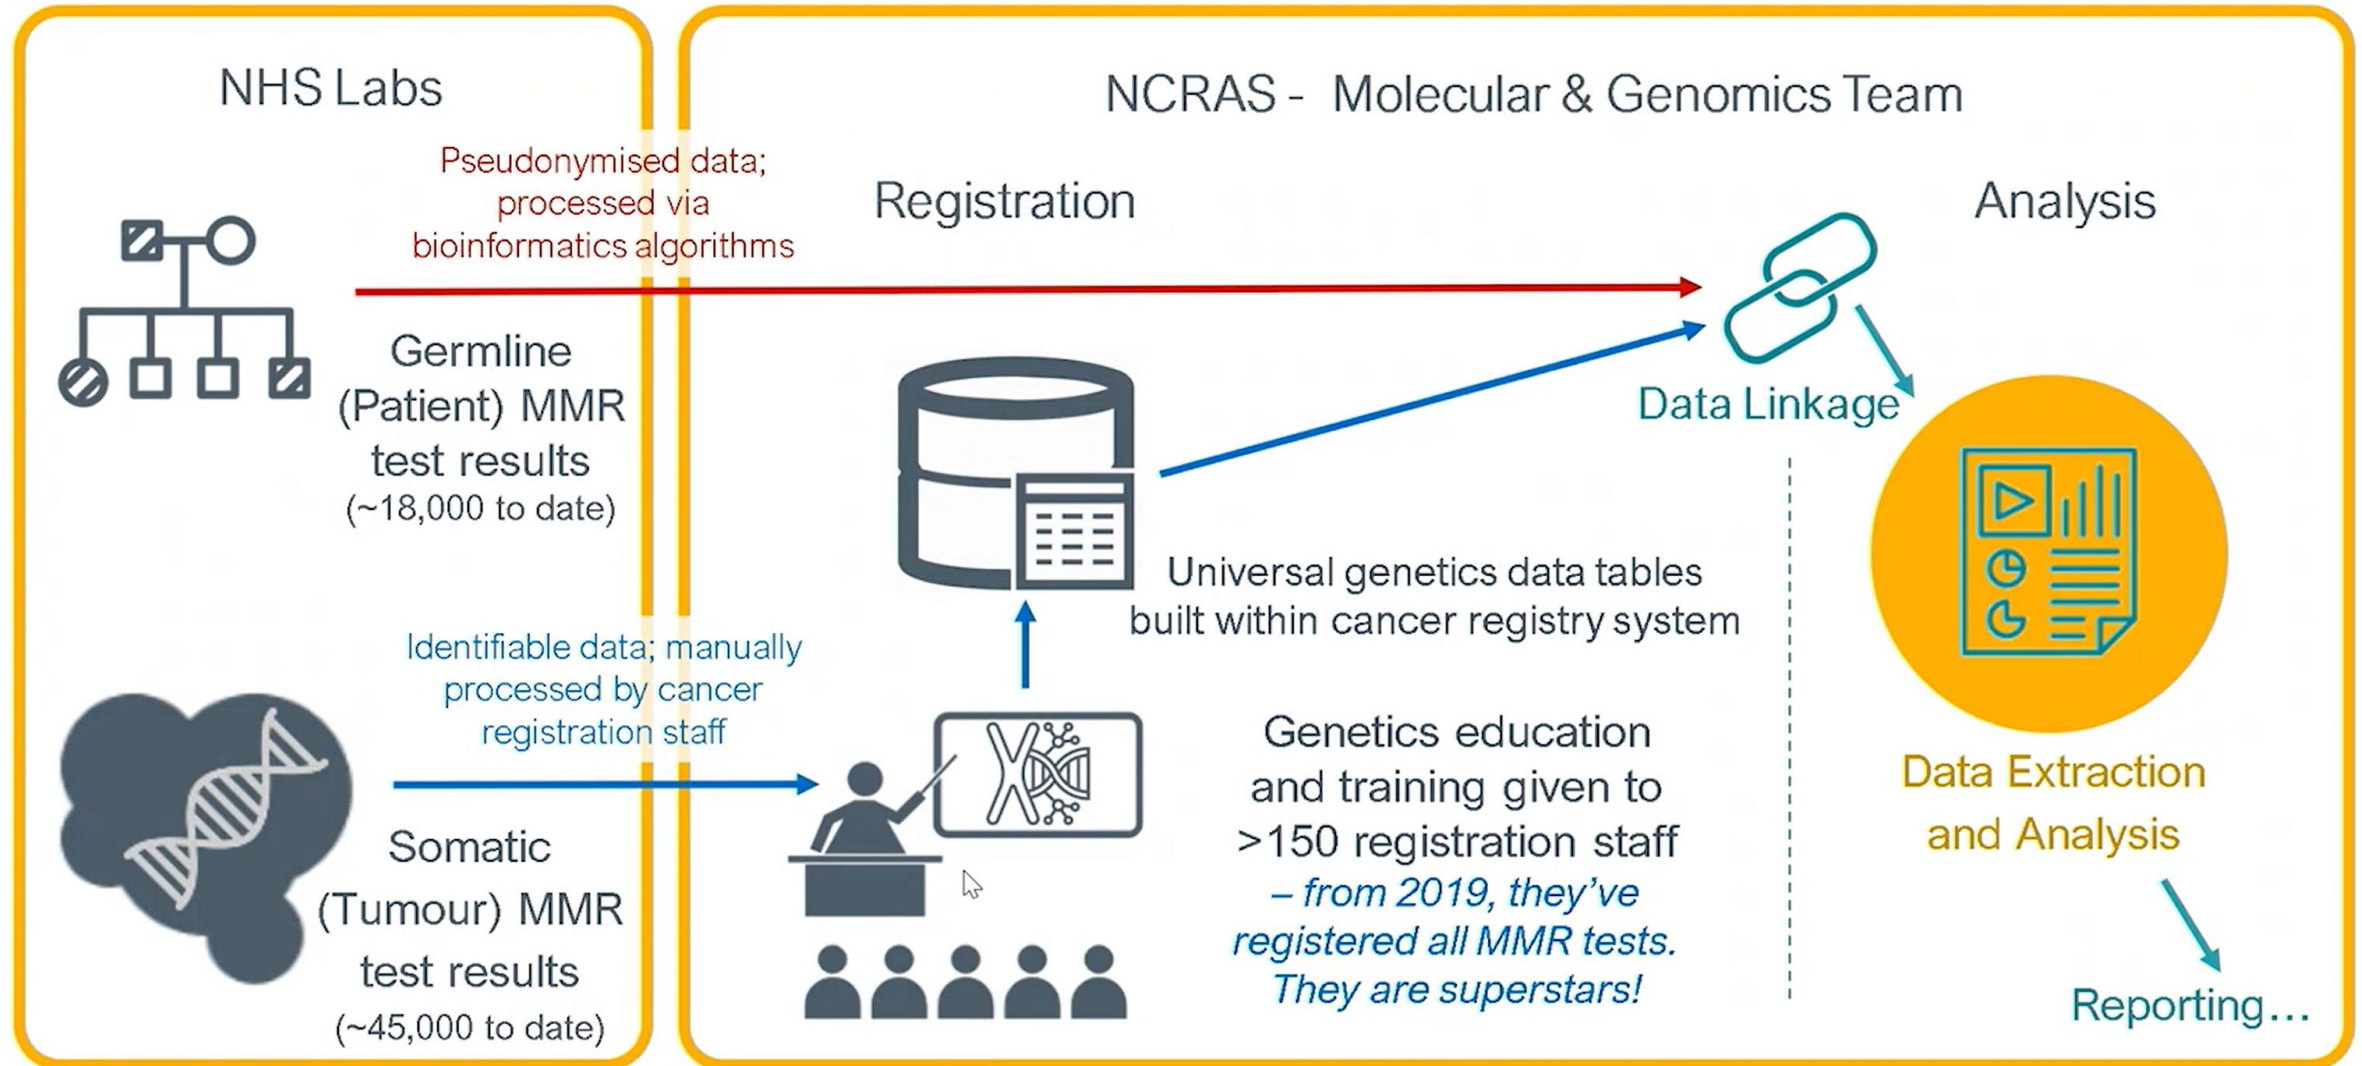 NHS Labs
Pseudonymised data;
processed via
bioinformatics algorithms
Germline
(Patient) MMR
test results
(~18,000 to date)
Identifiable data; manually
processed by cancer
registration staff
Somatic
(Tumour) MMR
test results
(~45,000 to date)
NCRAS - Molecular & Genomics Team
Registration
Universal genetics data tables
built within cancer registry system
Genetics education
and training given to
>150 registration staff
– from 2019, they’ve
registered all MMR tests.
They are superstars!
Analysis
Data Linkage
Data Extraction
and Analysis
Reporting...